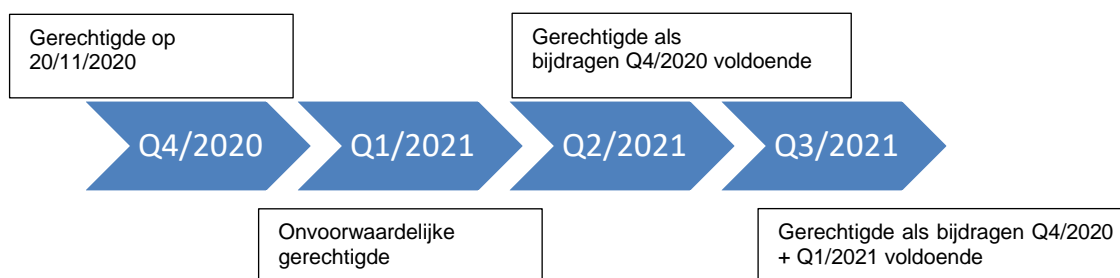 Gerechtigde op
20/11/2020
Gerechtigde als
bijdragen Q4/2020 voldoende
Q4/2020
Q1/2021
Q2/2021
Q3/2021
Onvoorwaardelijke
gerechtigde
Gerechtigde als bijdragen Q4/2020
+ Q1/2021 voldoende